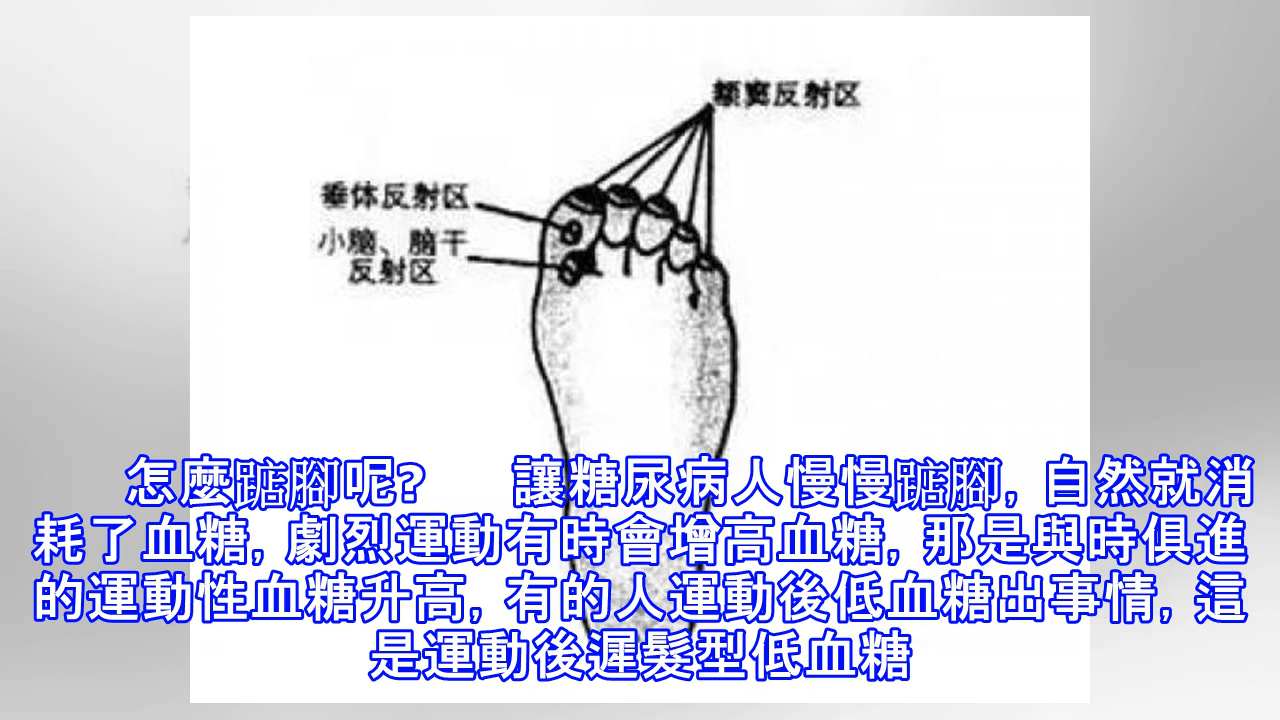 额窦反射区
垂体反射区
小脑、脑干
反射区
怎麼蹠腳呢? 讓糖尿病人慢慢蹠腳, 自然就消
耗了血糖, 劇烈運動有時會增高血糖, 那是與時俱進
的運動性血糖升高, 有的人運動後低血糖出事情, 這
是運動後遲髮型低血糖